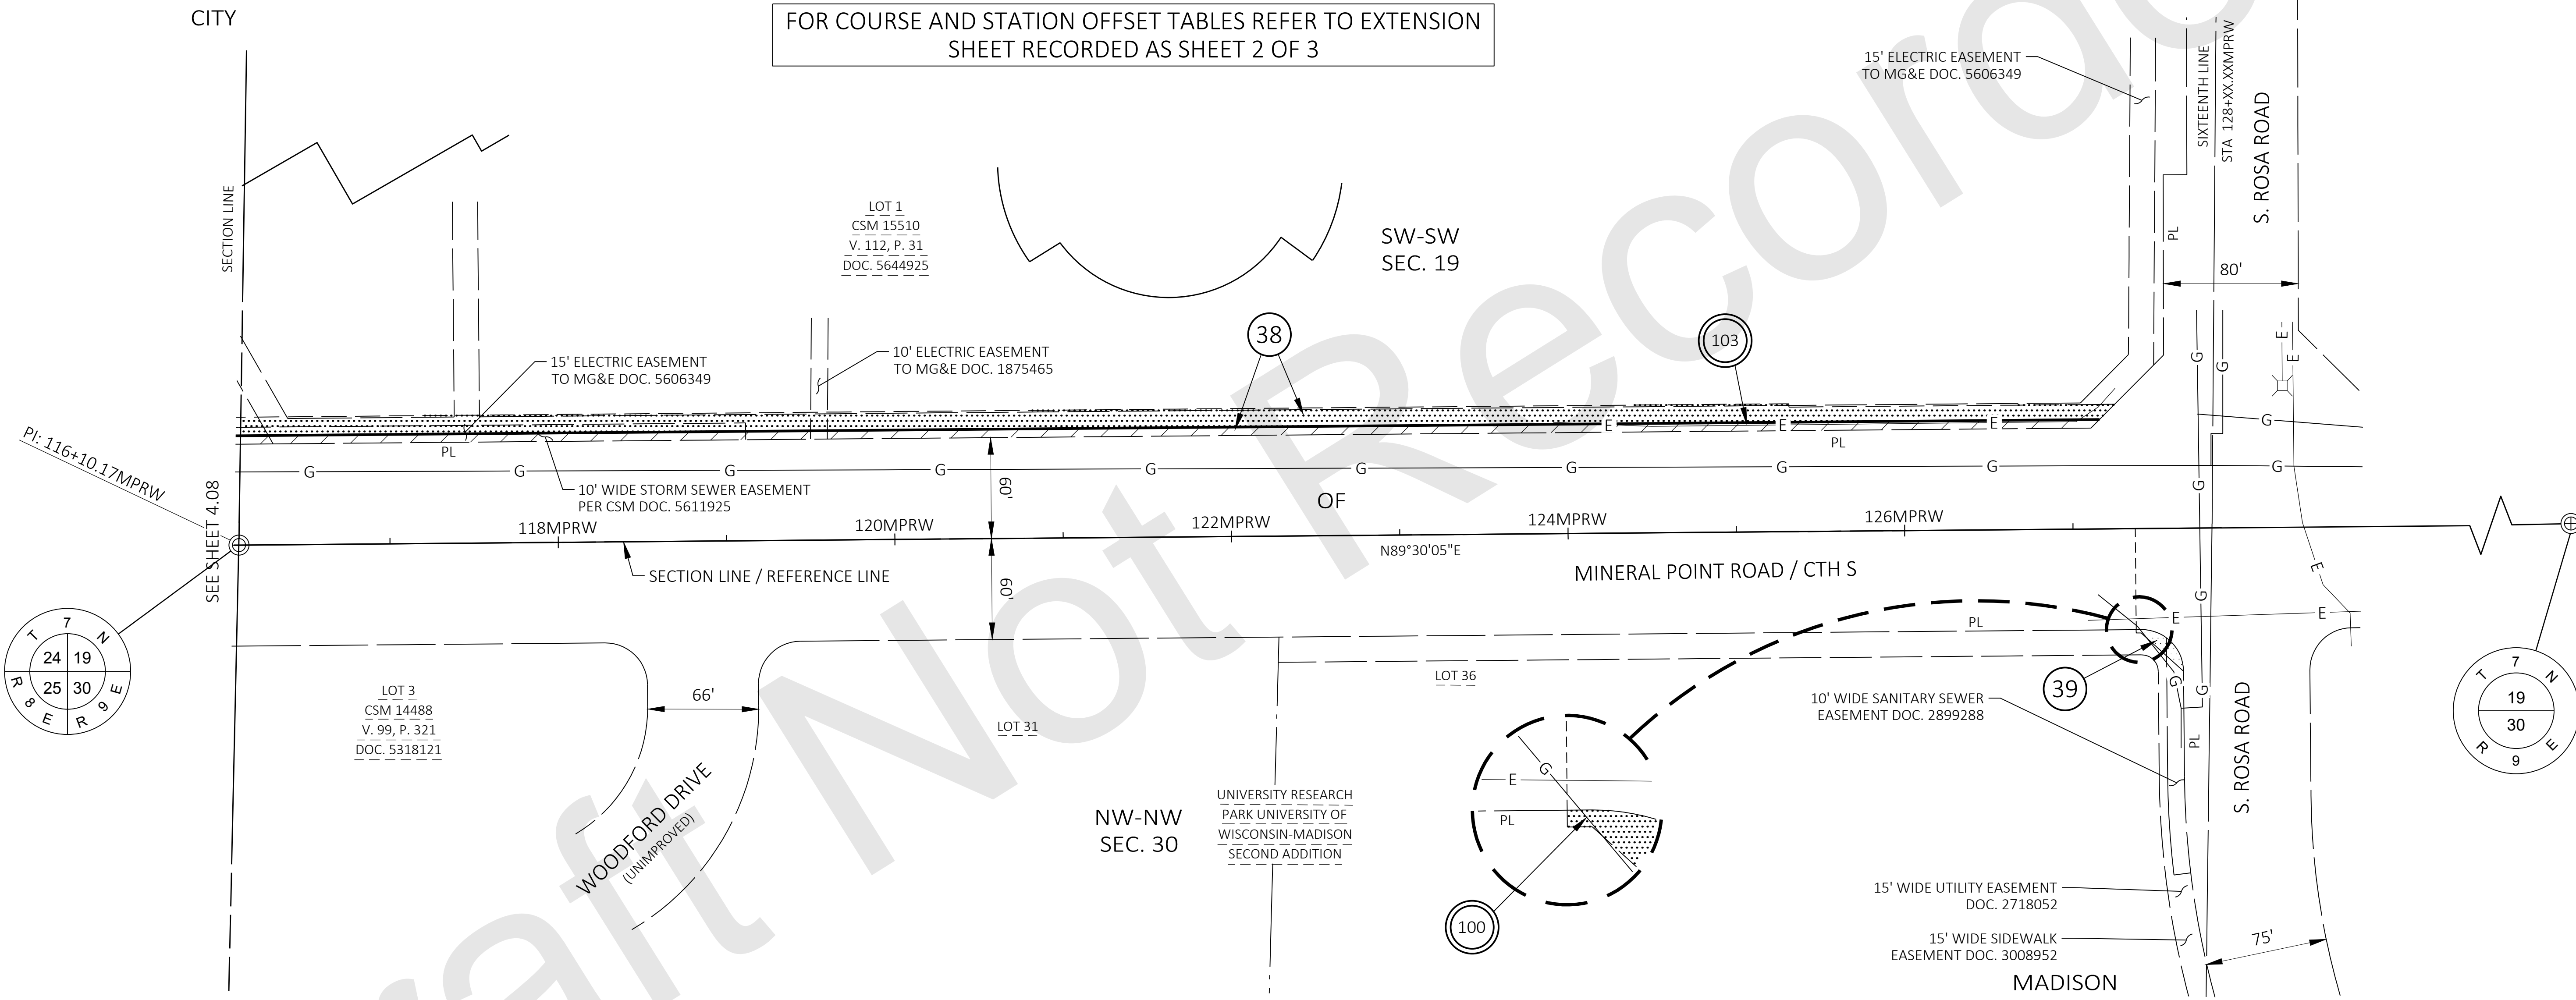 CITY
FOR COURSE AND STATION OFFSET TABLES REFER TO EXTENSION
SHEET RECORDED AS SHEET 2 OF 3
15' ELECTRIC EASEMENT
TO MG&E DOC. 5606349
SIXTEENTH LINE
STA 128+XX.XXMPRW
S. ROSA ROAD
SECTION LINE
LOT 1
CSM 15510
V. 112, P. 31
DOC. 5644925
SW-SW
SEC. 19
PL
80'
38
103
15' ELECTRIC EASEMENT
TO MG&E DOC. 5606349
10' ELECTRIC EASEMENT
TO MG&E DOC. 1875465
E
E
G
G
E
E
E
G
PL
PL
PI: 116+10.17MPRW
G
G
G
G
G
G
G
G
G
G
10' WIDE STORM SEWER EASEMENT
PER CSM DOC. 5611925
60'
G
OF
118MPRW
120MPRW
122MPRW
124MPRW
126MPRW
SEE SHEET 4.08
N89°30'05"E
SECTION LINE / REFERENCE LINE
60'
MINERAL POINT ROAD / CTH S
E
G
E
E
PL
T 7 N
24 19
25 30
R 8 E R 9 E
LOT 3
CSM 14488
V. 99, P. 321
DOC. 5318121
66'
LOT 31
LOT 36
39
G
G
10' WIDE SANITARY SEWER
EASEMENT DOC. 2899288
PL
S. ROSA ROAD
T 7 N
19
30
R 9 E
WOODFORD DRIVE
(UNIMPROVED)
NW-NW
SEC. 30
UNIVERSITY RESEARCH
PARK UNIVERSITY OF
WISCONSIN-MADISON
SECOND ADDITION
G
E
PL
100
15' WIDE UTILITY EASEMENT
DOC. 2718052
15' WIDE SIDEWALK
EASEMENT DOC. 3008952
75'
MADISON
Draft Not Recorded